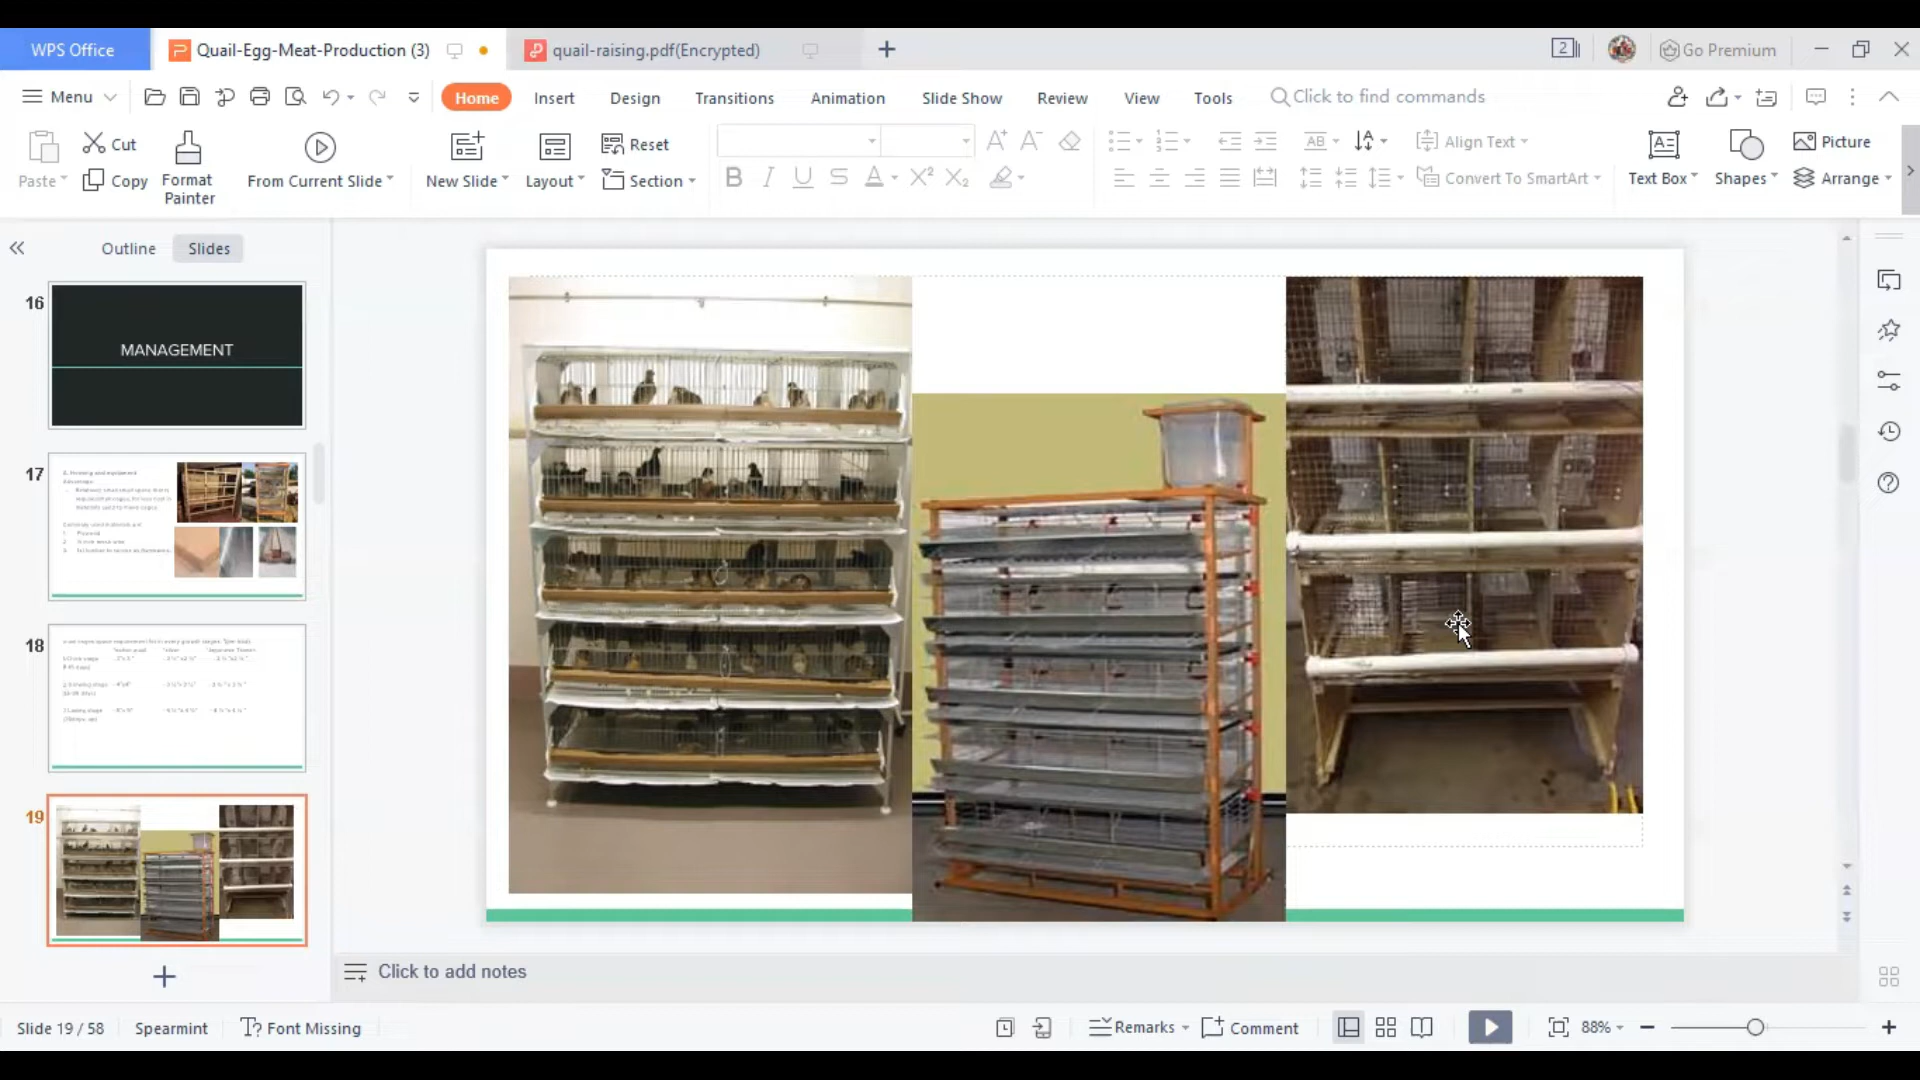 WPS Office
Quail-Egg-Meat-Production (3)
quail-raising.pdf(Encrypted)
2
Go Premium
Menu
Home
Insert
Design
Transitions
Animation
Slide Show
Review
View
Tools
Click to find commands
Paste
Cut
Copy
Format
Painter
From Current Slide
New Slide
Layout
Reset
Section
Align Text
Convert To SmartArt
Text Box
Shapes
Picture
Arrange
Outline
Slides
16
MANAGEMENT
17
18
19
Click to add notes
Slide 19 / 58
Spearmint
Font Missing
Remarks
Comment
88%